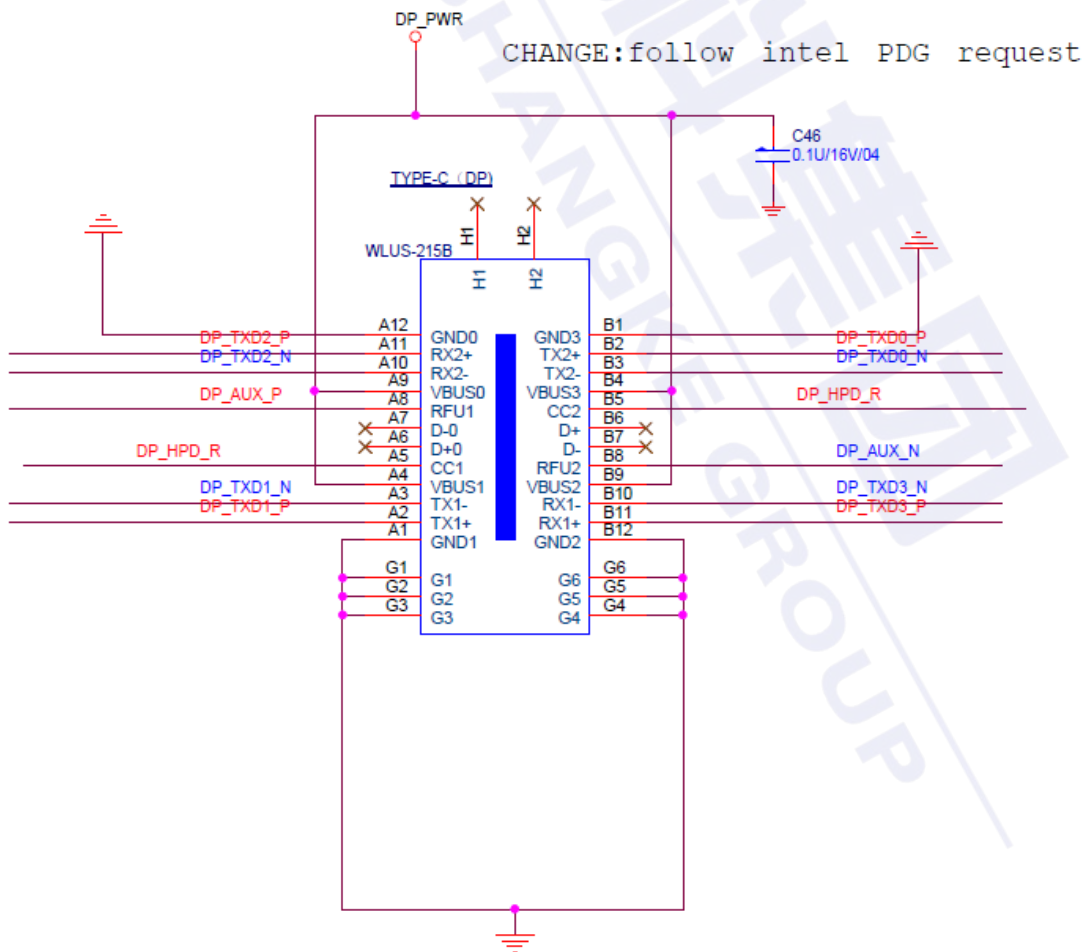 DP_PWR
CHANGE:follow intel PDG request
C46
0.1U/16V/04
TYPE-C (DP)
H1
H2
WLUS-215B
H1
H2
DP_TXD2_P
A12
GND0
GND3
B1
DP_TXD0_P
DP_TXD2_N
A11
RX2+
TX2+
B2
DP_TXD0_N
A10
RX2-
TX2-
B3
A9
VBUS0
VBUS3
B4
DP_AUX_P
A8
RFU1
CC2
B5
DP_HPD_R
A7
D-0
D+
B6
A6
D+0
D-
B7
DP_HPD_R
A5
CC1
RFU2
B8
DP_AUX_N
A4
VBUS1
VBUS2
B9
DP_TXD1_N
A3
TX1-
RX1-
B10
DP_TXD3_N
DP_TXD1_P
A2
TX1+
RX1+
B11
DP_TXD3_P
A1
GND1
GND2
B12
G1
G1
G6
G6
G2
G2
G5
G5
G3
G3
G4
G4
CHANGKE GROUP